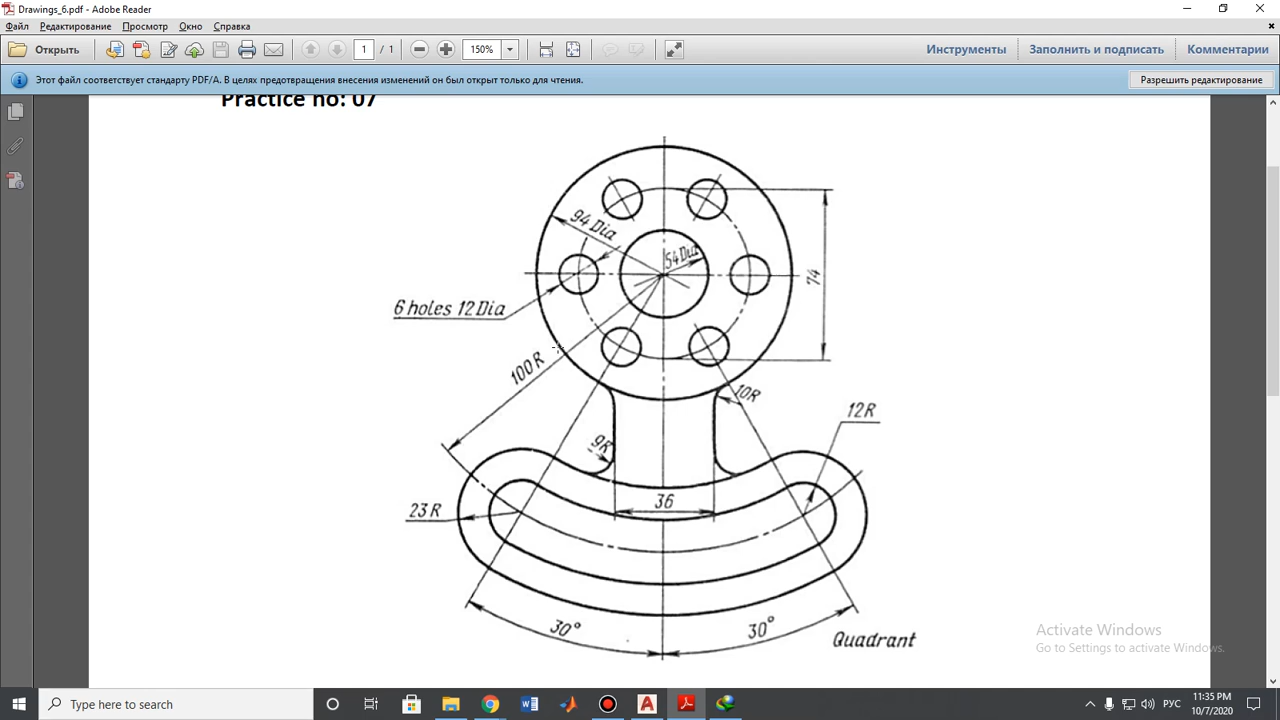 Drawings_6.pdf - Adobe Reader
Файл Редактирование Просмотр Окно Справка
Открыть 1 / 1 150% Инструменты Заполнить и подписать Комментарии
Этот файл соответствует стандарту PDF/A. В целях предотвращения внесения изменений он был открыт только для чтения. Разрешить редактирование
Practice no: 07
94 Dia
54 Dia
74
6 holes 12 Dia
100 R
10R
12R
9R
36
23 R
30°
30°
Quadrant
Activate Windows
Go to Settings to activate Windows.
Type here to search
РУС
11:35 PM
10/7/2020